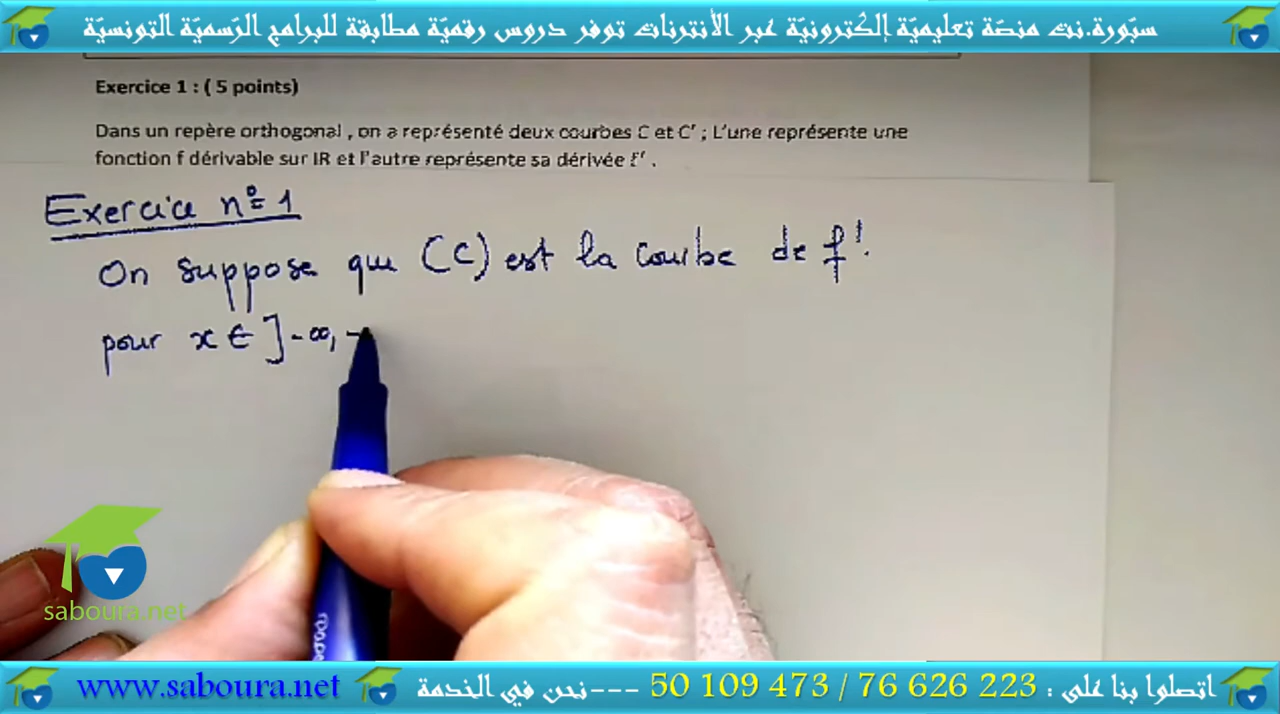 سبّورة.نت منصّة تعليميّة إلكترونيّة عبر الأنترنات توفر دروس رقميّة مطابقة للبرامج الرّسميّة التونسيّة
Exercice 1 : ( 5 points)
Dans un repère orthogonal , on a représenté deux courbes C et C' ; L'une représente une
fonction f dérivable sur IR et l'autre représente sa dérivée f' .
Exercice n° 1
On suppose que (C) est la courbe de f'
pour x ∈ ]-∞, -
saboura.net
www.saboura.net اتصلوا بنا على : 50 109 473 / 76 626 223 ---نحن في الخدمة